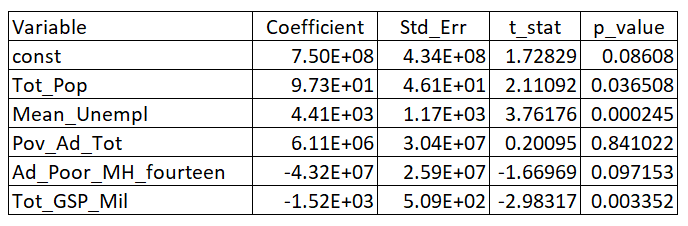 Variable Coefficient Std_Err t_stat p_value
const 7.50E+08 4.34E+08 1.72829 0.08608
Tot_Pop 9.73E+01 4.61E+01 2.11092 0.036508
Mean_Unempl 4.41E+03 1.17E+03 3.76176 0.000245
Pov_Ad_Tot 6.11E+06 3.04E+07 0.20095 0.841022
Ad_Poor_MH_fourteen -4.32E+07 2.59E+07 -1.66969 0.097153
Tot_GSP_Mil -1.52E+03 5.09E+02 -2.98317 0.003352